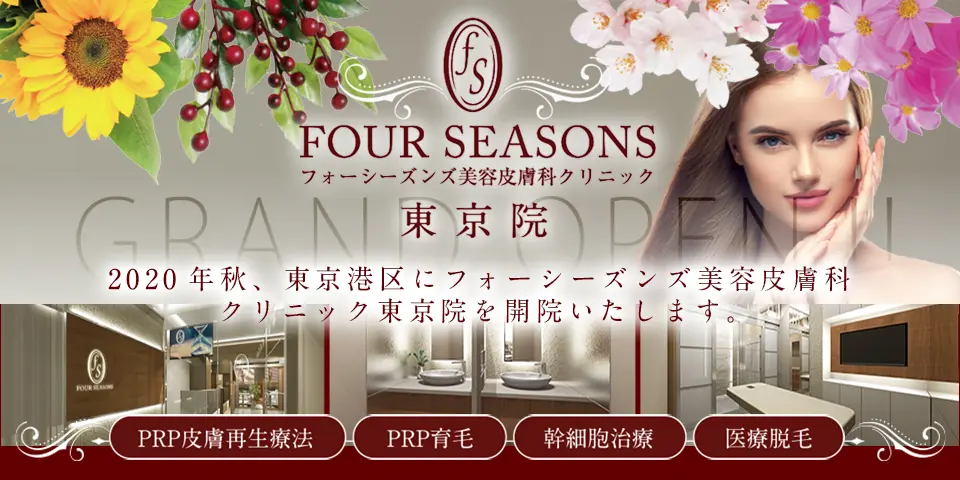 fS
FOUR SEASONS
フォーシーズンズ美容皮膚科クリニック
東京院
GRAND OPEN!!
2020年秋、東京港区にフォーシーズンズ美容皮膚科
クリニック東京院を開院いたします。
fS
FOUR SEASONS
PRP皮膚再生療法
PRP育毛
幹細胞治療
医療脱毛